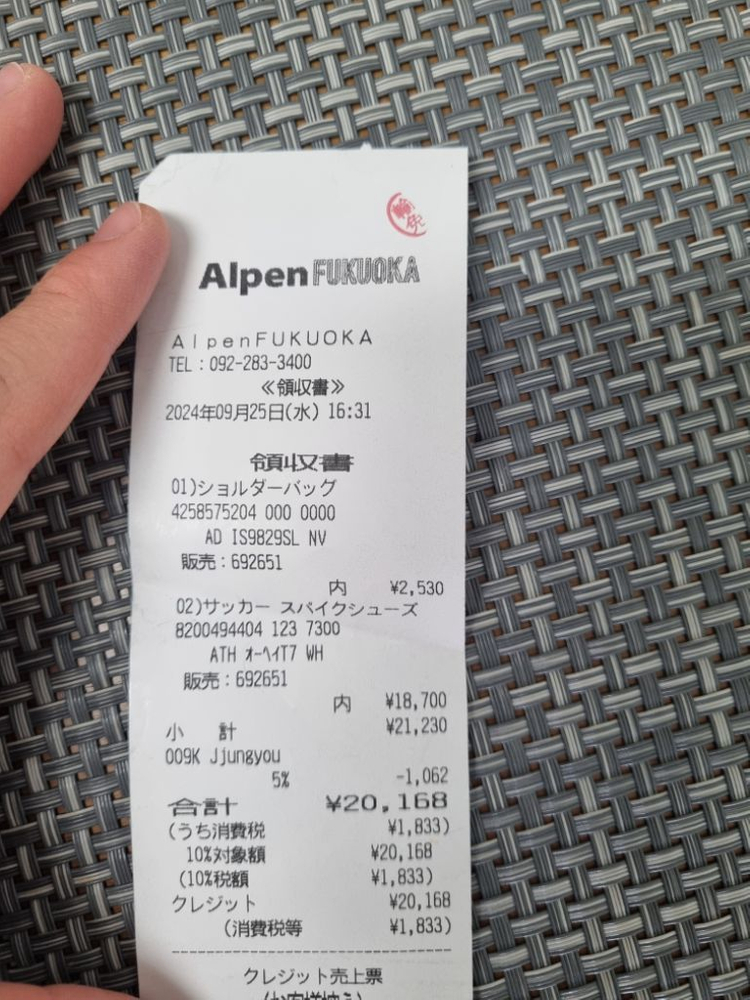 Alpen FUKUOKA
AlpenFUKUOKA
TEL：092-283-3400
≪領収書≫
2024年09月25日(水) 16:31
領収書
01)ショルダーバッグ
4258575204 000 0000
AD IS9829SL NV
販売：692651
内 ¥2,530
02)サッカー スパイクシューズ
8200494404 123 7300
ATH ｵｰﾍｲT7 WH
販売：692651
内 ¥18,700
小 計 ¥21,230
009K Jjungyou
5% -1,062
合計 ¥20,168
(うち消費税 ¥1,833)
10%対象額 ¥20,168
(10%税額 ¥1,833)
クレジット ¥20,168
(消費税等 ¥1,833)
クレジット売上票